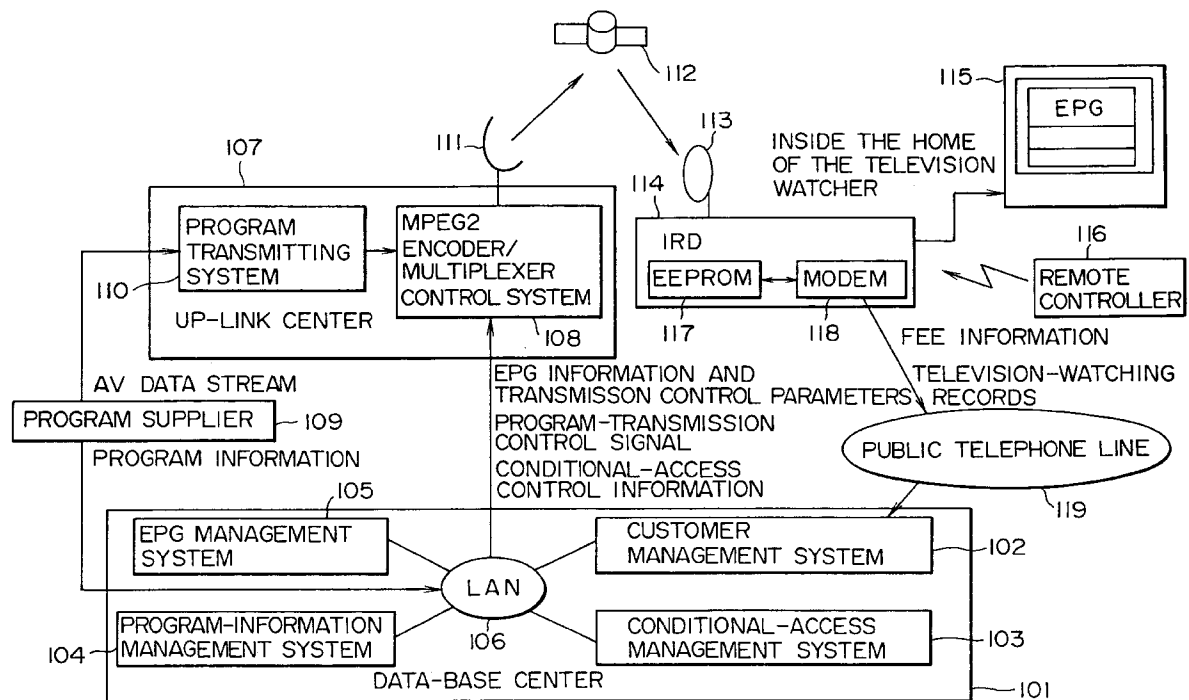 112
115
EPG
111
113
107
INSIDE THE HOME
OF THE TELEVISION
WATCHER
114
PROGRAM
TRANSMITTING
SYSTEM
110
MPEG2
ENCODER/
MULTIPLEXER
CONTROL SYSTEM
108
UP-LINK CENTER
IRD
EEPROM
MODEM
117
118
116
REMOTE
CONTROLLER
FEE INFORMATION
TELEVISION-WATCHING
RECORDS
AV DATA STREAM
PROGRAM SUPPLIER
109
PROGRAM INFORMATION
EPG INFORMATION AND
TRANSMISSON CONTROL PARAMETERS
PROGRAM-TRANSMISSION
CONTROL SIGNAL
CONDITIONAL-ACCESS
CONTROL INFORMATION
PUBLIC TELEPHONE LINE
119
105
EPG MANAGEMENT
SYSTEM
CUSTOMER
MANAGEMENT SYSTEM
102
LAN
106
104
PROGRAM-INFORMATION
MANAGEMENT SYSTEM
CONDITIONAL-ACCESS
MANAGEMENT SYSTEM
103
DATA-BASE CENTER
101